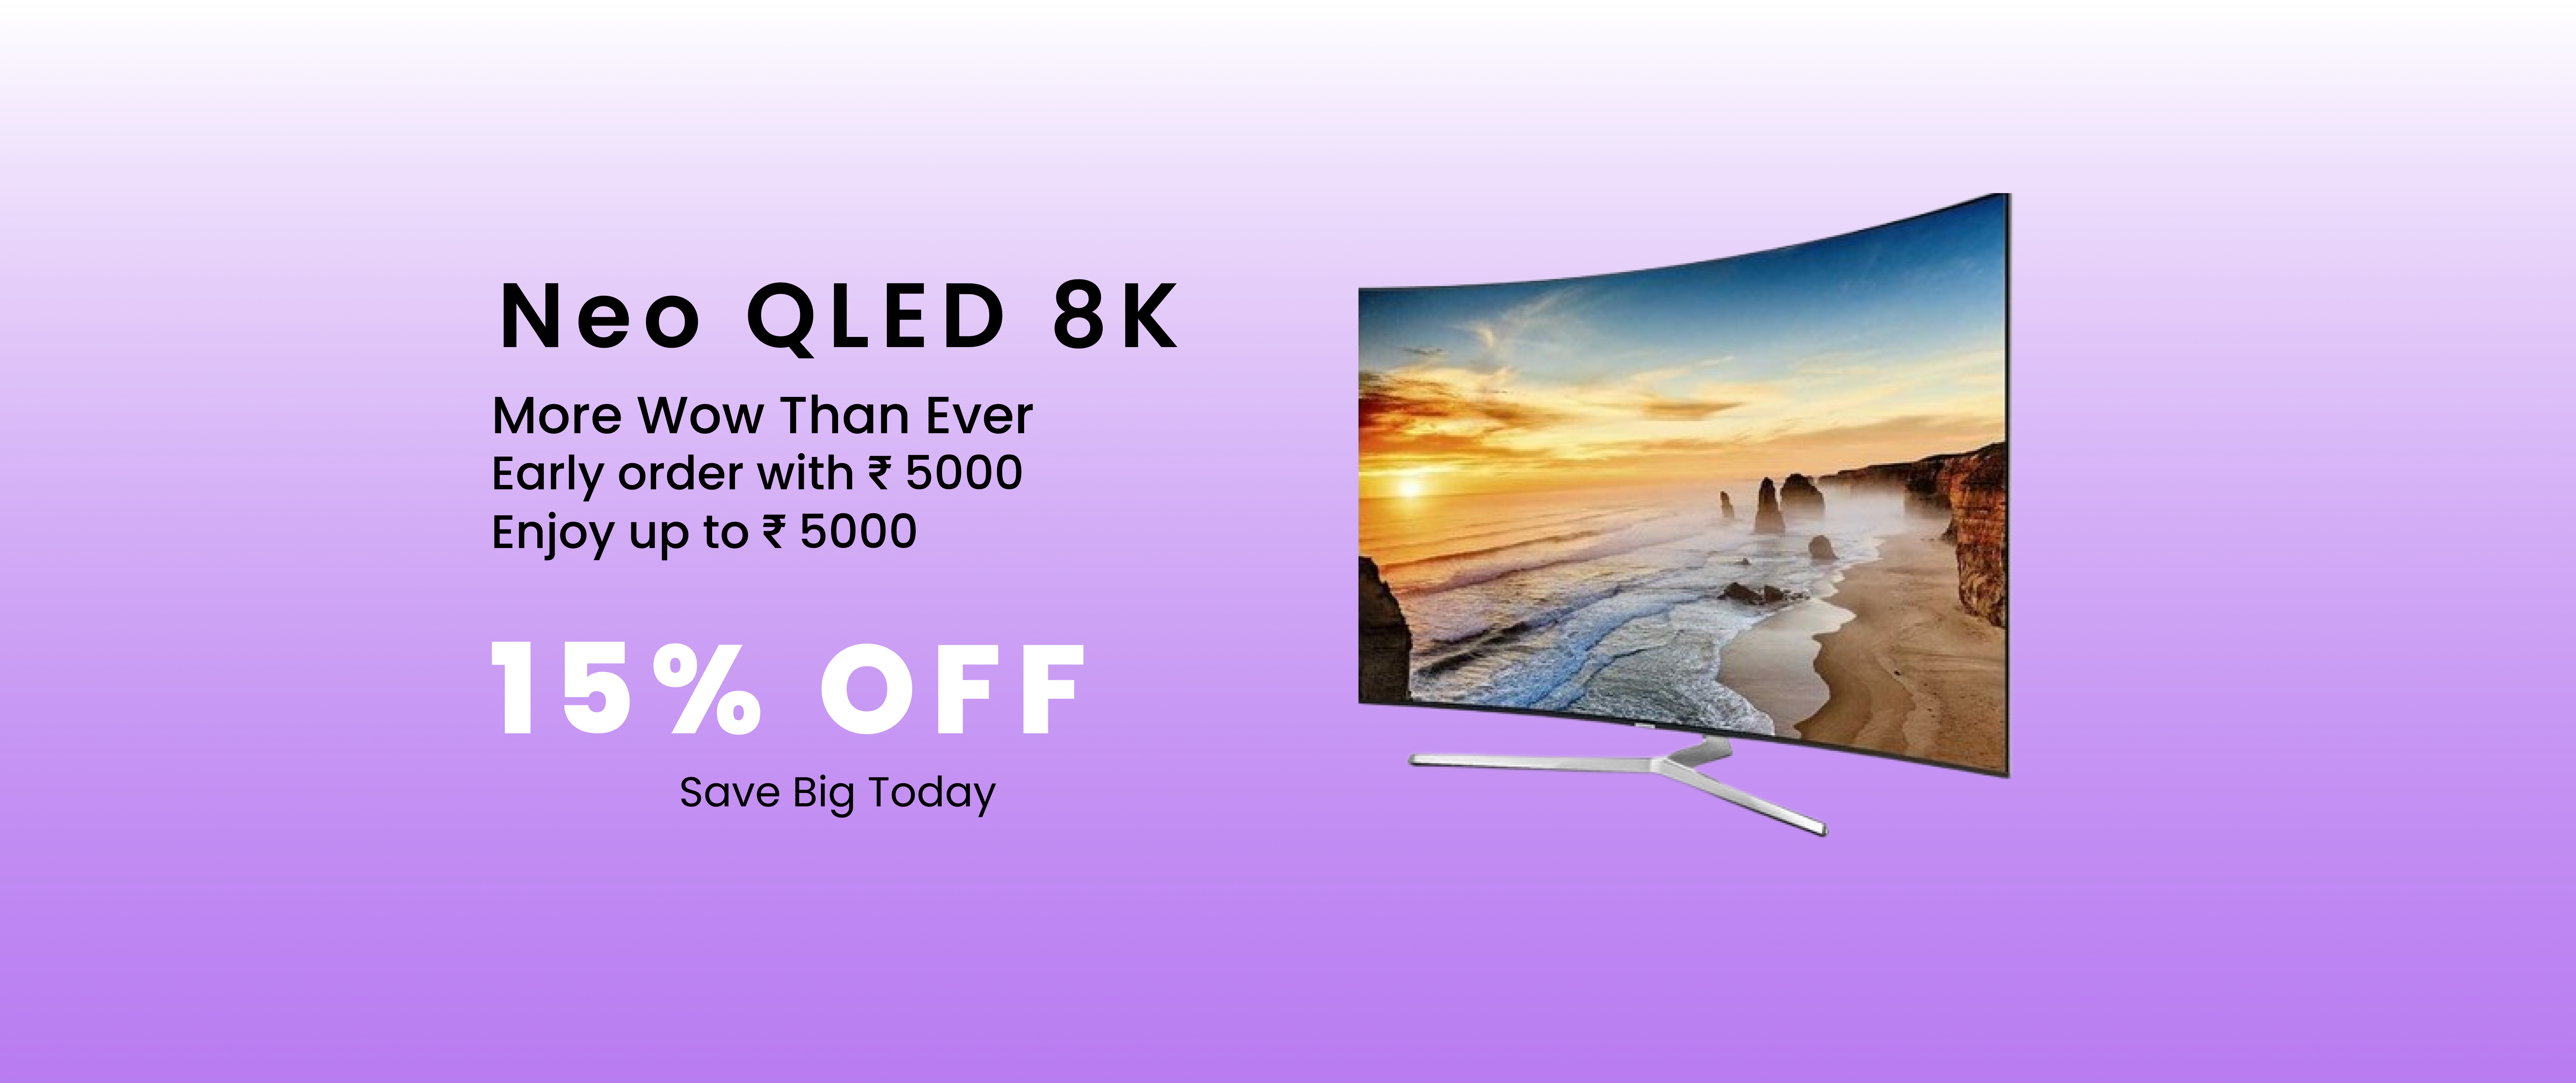 Neo QLED 8K
More Wow Than Ever
Early order with ₹ 5000
Enjoy up to ₹ 5000
15% OFF
Save Big Today